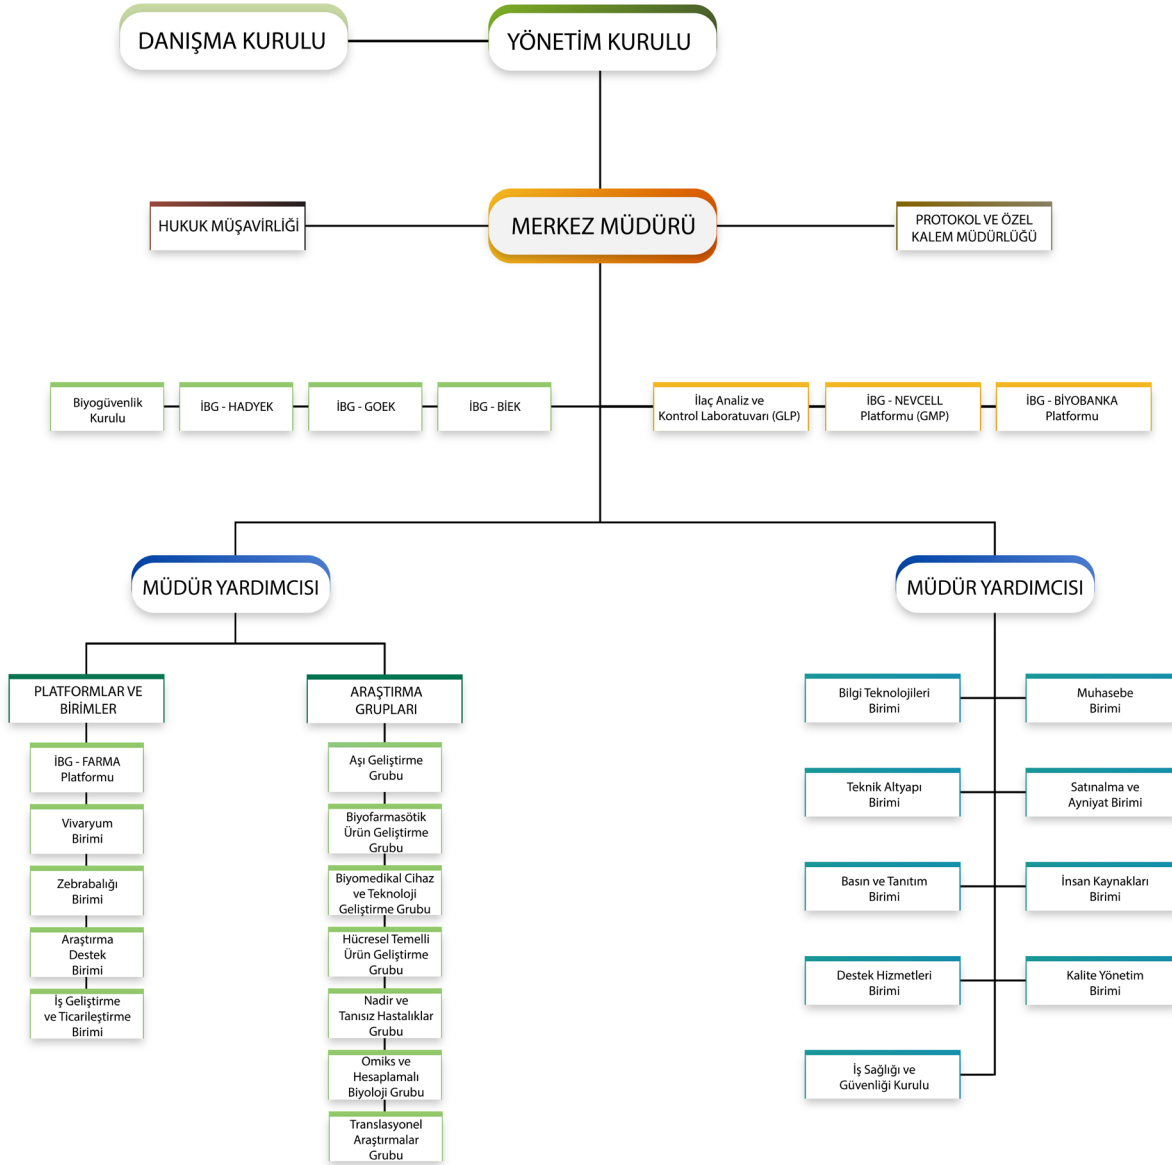 DANIŞMA KURULU
YÖNETİM KURULU
HUKUK MÜŞAVİRLİĞİ
MERKEZ MÜDÜRÜ
PROTOKOL VE ÖZEL
KALEM MÜDÜRLÜĞÜ
Biyogüvenlik
Kurulu
İBG - HADYEK
İBG - GOEK
İBG - BİEK
İlaç Analiz ve
Kontrol Laboratuvarı (GLP)
İBG - NEVCELL
Platformu (GMP)
İBG - BİYOBANKA
Platformu
MÜDÜR YARDIMCISI
PLATFORMLAR VE
BİRİMLER
İBG - FARMA
Platformu
Vivaryum
Birimi
Zebrabalığı
Birimi
Araştırma
Destek
Birimi
İş Geliştirme
ve Ticarileştirme
Birimi
ARAŞTIRMA
GRUPLARI
Aşı Geliştirme
Grubu
Biyofarmasötik
Ürün Geliştirme
Grubu
Biyomedikal Cihaz
ve Teknoloji
Geliştirme Grubu
Hücresel Temelli
Ürün Geliştirme
Grubu
Nadir ve
Tanısız Hastalıklar
Grubu
Omiks ve
Hesaplamalı
Biyoloji Grubu
Translasyonel
Araştırmalar
Grubu
MÜDÜR YARDIMCISI
Bilgi Teknolojileri
Birimi
Muhasebe
Birimi
Teknik Altyapı
Birimi
Satınalma ve
Ayniyat Birimi
Basın ve Tanıtım
Birimi
İnsan Kaynakları
Birimi
Destek Hizmetleri
Birimi
Kalite Yönetim
Birimi
İş Sağlığı ve
Güvenliği Kurulu